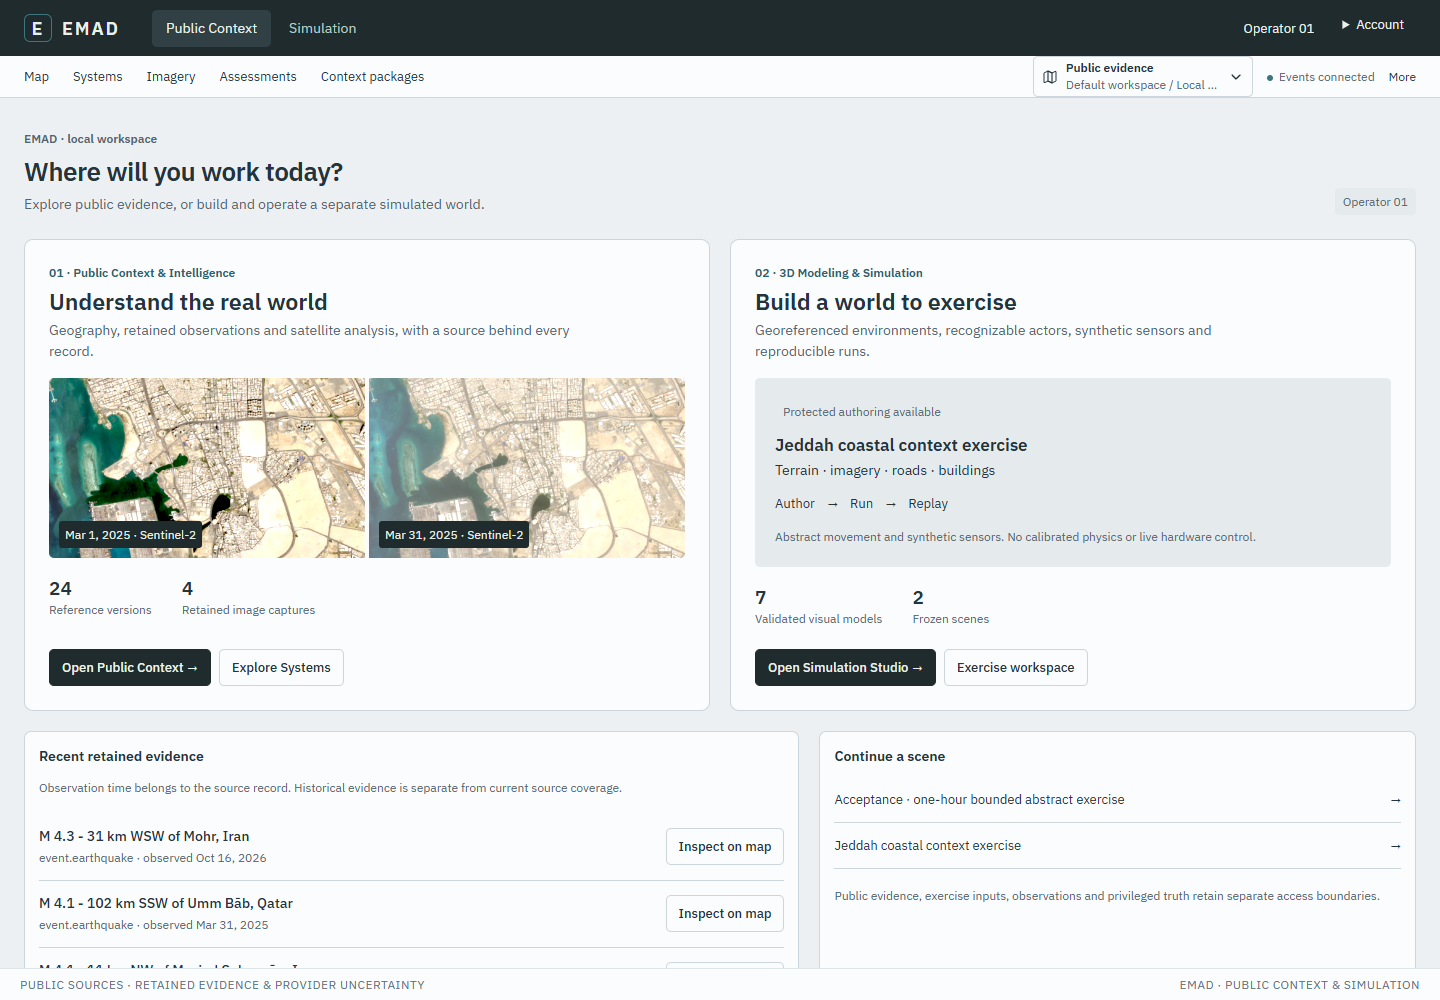 E EMAD
Public Context
Simulation
Operator 01
Account
Map
Systems
Imagery
Assessments
Context packages
Public evidence
Default workspace / Local ...
Events connected
More
EMAD · local workspace
Where will you work today?
Explore public evidence, or build and operate a separate simulated world.
Operator 01
01 · Public Context & Intelligence
Understand the real world
Geography, retained observations and satellite analysis, with a source behind every
record.
Mar 1, 2025 · Sentinel-2
Mar 31, 2025 · Sentinel-2
24
Reference versions
4
Retained image captures
Open Public Context →
Explore Systems
02 · 3D Modeling & Simulation
Build a world to exercise
Georeferenced environments, recognizable actors, synthetic sensors and
reproducible runs.
Protected authoring available
Jeddah coastal context exercise
Terrain · imagery · roads · buildings
Author → Run → Replay
Abstract movement and synthetic sensors. No calibrated physics or live hardware control.
7
Validated visual models
2
Frozen scenes
Open Simulation Studio →
Exercise workspace
Recent retained evidence
Observation time belongs to the source record. Historical evidence is separate from current source coverage.
M 4.3 - 31 km WSW of Mohr, Iran
event.earthquake · observed Oct 16, 2026
Inspect on map
M 4.1 - 102 km SSW of Umm Bāb, Qatar
event.earthquake · observed Mar 31, 2025
Inspect on map
Continue a scene
Acceptance · one-hour bounded abstract exercise →
Jeddah coastal context exercise →
Public evidence, exercise inputs, observations and privileged truth retain separate access boundaries.
PUBLIC SOURCES · RETAINED EVIDENCE & PROVIDER UNCERTAINTY
EMAD · PUBLIC CONTEXT & SIMULATION